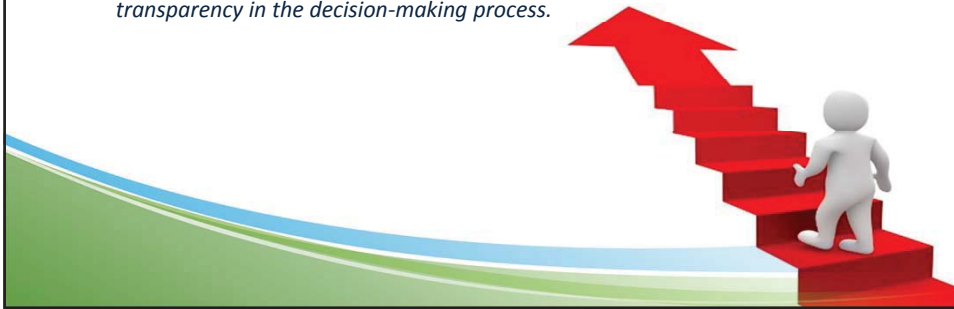 transparency in the decision-making process.